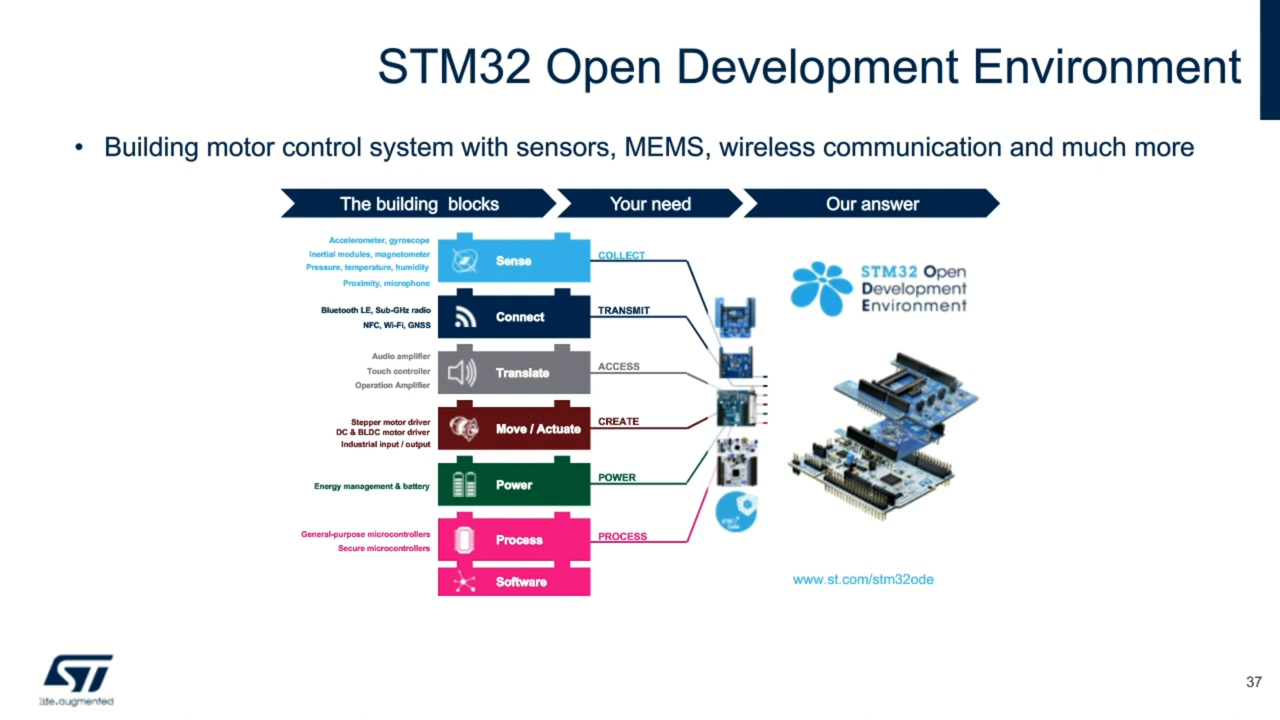 STM32 Open Development Environment
• Building motor control system with sensors, MEMS, wireless communication and much more
The building blocks
Your need
Our answer
Accelerometer, gyroscope
Inertial modules, magnetometer
Pressure, temperature, humidity
Proximity, microphone
Sense
COLLECT
Bluetooth LE, Sub-GHz radio
NFC, Wi-Fi, GNSS
Connect
TRANSMIT
Audio amplifier
Touch controller
Operation Amplifier
Translate
ACCESS
Stepper motor driver
DC & BLDC motor driver
Industrial input / output
Move / Actuate
CREATE
Energy management & battery
Power
POWER
General-purpose microcontrollers
Secure microcontrollers
Process
PROCESS
Software
STM32 Open
Development
Environment
www.st.com/stm32ode
ST
life.augmented
37